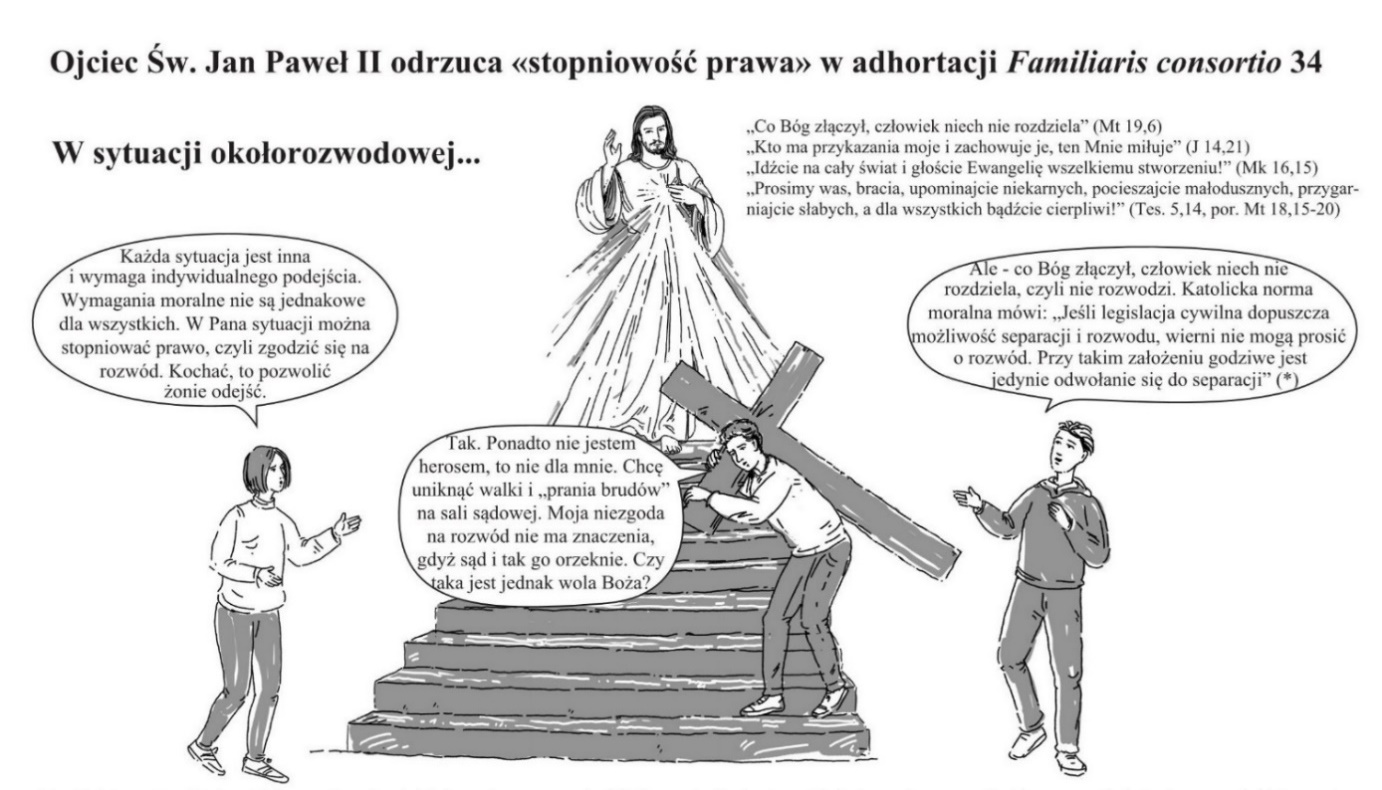 Ojciec Św. Jan Paweł II odrzuca «stopniowość prawa» w adhortacji Familiaris consortio 34
W sytuacji okołorozwodowej...
„Co Bóg złączył, człowiek niech nie rozdziela” (Mt 19,6)
„Kto ma przykazania moje i zachowuje je, ten Mnie miłuje” (J 14,21)
„Idźcie na cały świat i głoście Ewangelię wszelkiemu stworzeniu!” (Mk 16,15)
„Prosimy was, bracia, upominajcie niekarnych, pocieszajcie małodusznych, przygar-
niajcie słabych, a dla wszystkich bądźcie cierpliwi!” (Tes. 5,14, por. Mt 18,15-20)
Każda sytuacja jest inna
i wymaga indywidualnego podejścia.
Wymagania moralne nie są jednakowe
dla wszystkich. W Pana sytuacji można
stopniować prawo, czyli zgodzić się na
rozwód. Kochać, to pozwolić
żonie odejść.
Tak. Ponadto nie jestem
herosem, to nie dla mnie. Chcę
uniknąć walki i „prania brudów”
na sali sądowej. Moja niezgoda
na rozwód nie ma znaczenia,
gdyż sąd i tak go orzeknie. Czy
taka jest jednak wola Boża?
Ale - co Bóg złączył, człowiek niech nie
rozdziela, czyli nie rozwodzi. Katolicka norma
moralna mówi: „Jeśli legislacja cywilna dopuszcza
możliwość separacji i rozwodu, wierni nie mogą prosić
o rozwód. Przy takim założeniu godziwe jest
jedynie odwołanie się do separacji” (*)